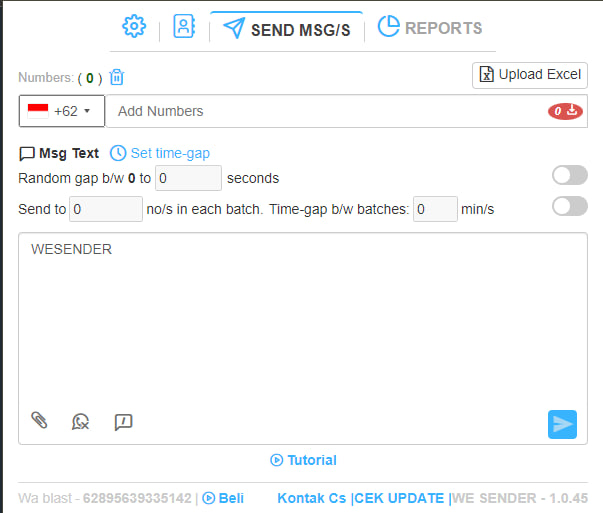 SEND MSG/S REPORTS
Numbers: ( 0 ) Upload Excel
+62 Add Numbers 0
Msg Text Set time-gap
Random gap b/w 0 to 0 seconds
Send to 0 no/s in each batch. Time-gap b/w batches: 0 min/s
WESENDER
Tutorial
Wa blast - 62895639335142 | Beli Kontak Cs |CEK UPDATE |WE SENDER - 1.0.45